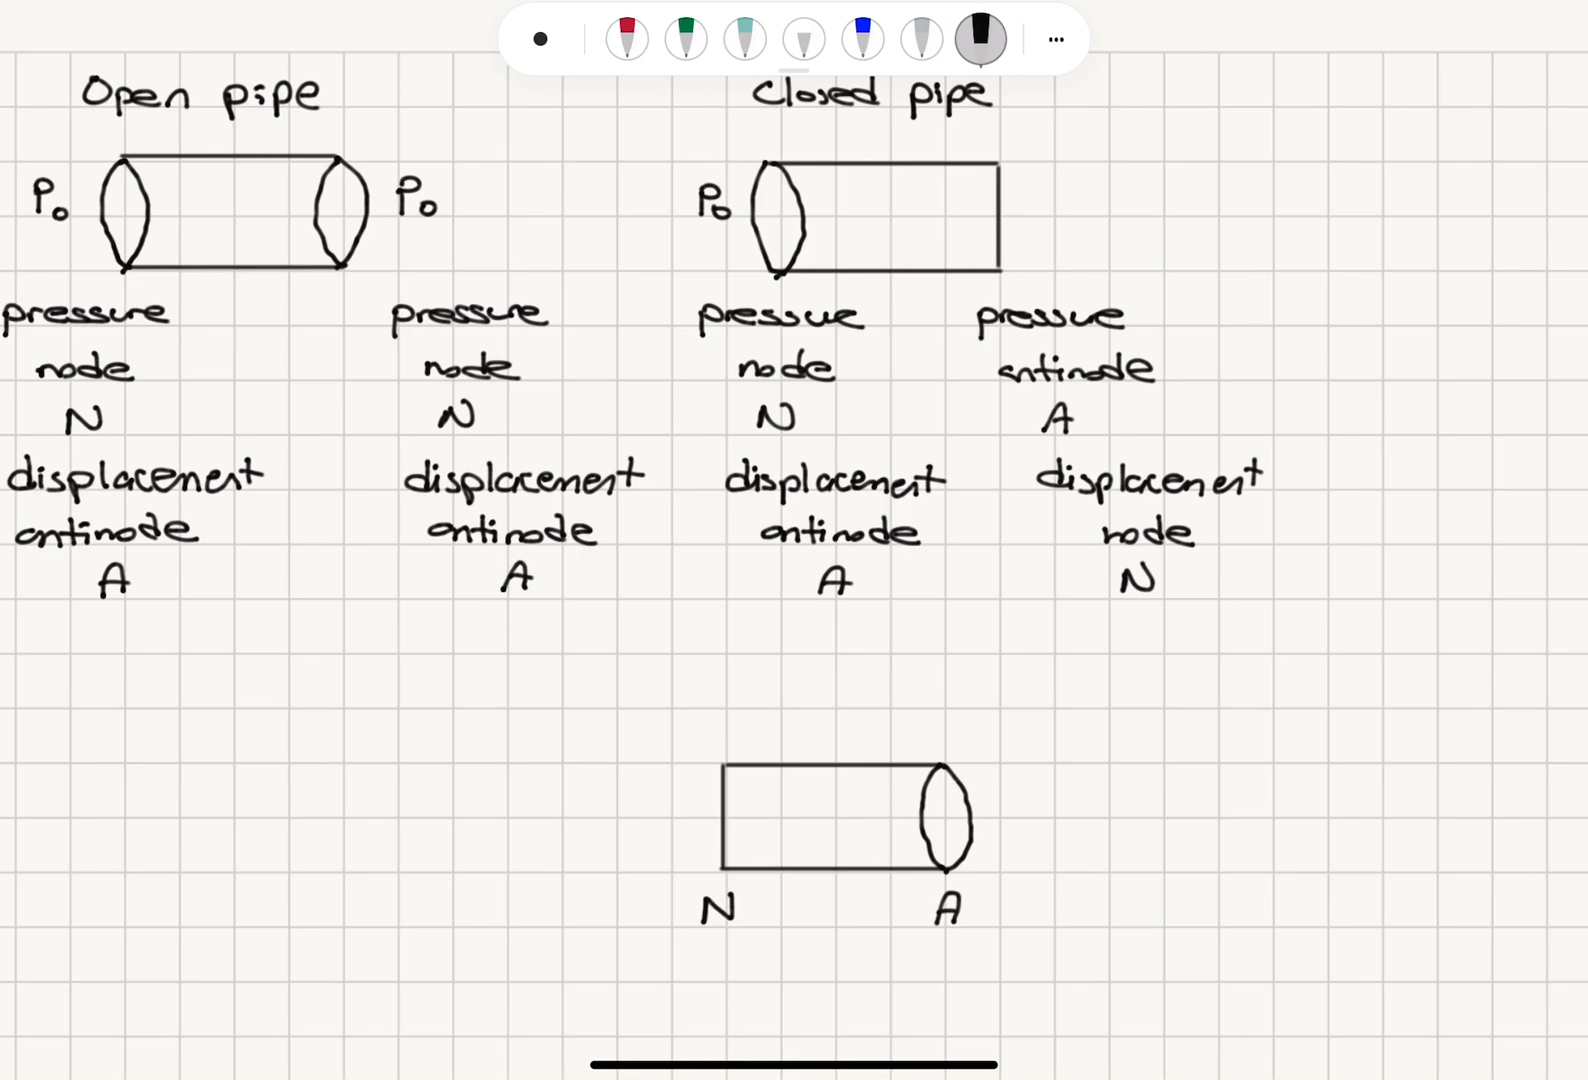 Open pipe
Closed pipe
P₀
P₀
P₀
pressure
node
N
displacement
antinode
A
pressure
node
N
displacement
antinode
A
pressure
node
N
displacement
antinode
A
pressure
antinode
A
displacement
node
N
N
A